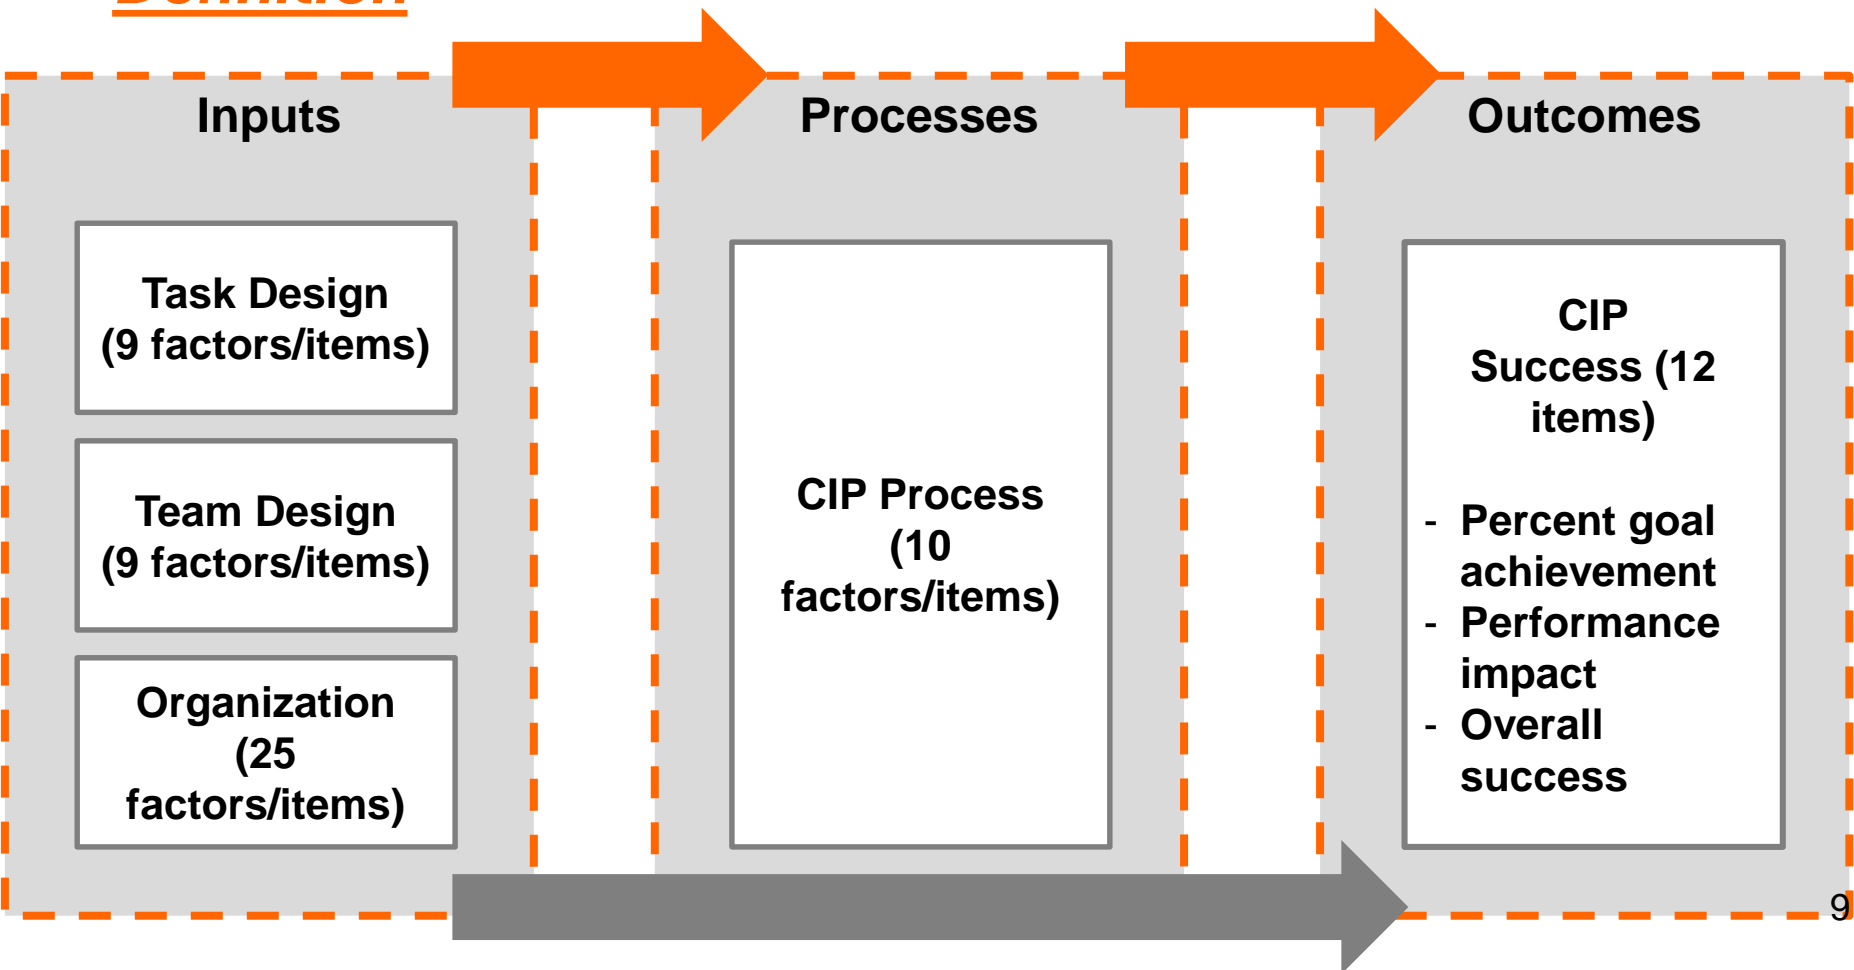 Definition
Inputs
Processes
Outcomes
Task Design
(9 factors/items)
Team Design
(9 factors/items)
Organization
(25
factors/items)
CIP Process
(10
factors/items)
CIP
Success (12
items)
- Percent goal
achievement
- Performance
impact
- Overall
success
9